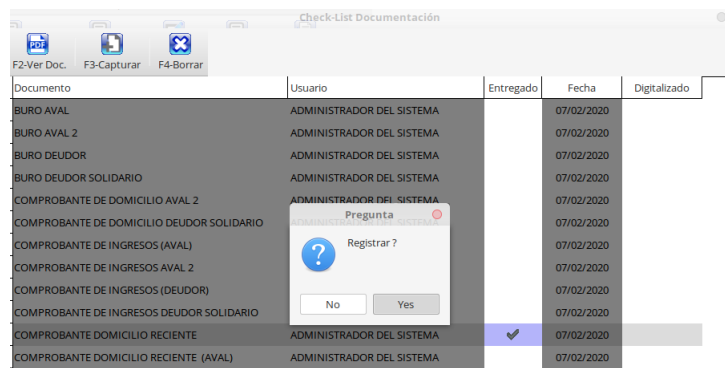 Check-List Documentación
F2-Ver Doc. F3-Capturar F4-Borrar
Documento Usuario Entregado Fecha Digitalizado
BURO AVAL ADMINISTRADOR DEL SISTEMA 07/02/2020
BURO AVAL 2 ADMINISTRADOR DEL SISTEMA 07/02/2020
BURO DEUDOR ADMINISTRADOR DEL SISTEMA 07/02/2020
BURO DEUDOR SOLIDARIO ADMINISTRADOR DEL SISTEMA 07/02/2020
COMPROBANTE DE DOMICILIO AVAL 2 ADMINISTRADOR DEL SISTEMA 07/02/2020
COMPROBANTE DE DOMICILIO DEUDOR SOLIDARIO ADMINISTRADOR DEL SISTEMA 07/02/2020
Pregunta
COMPROBANTE DE INGRESOS (AVAL) 07/02/2020
Registrar ?
COMPROBANTE DE INGRESOS AVAL 2 07/02/2020
COMPROBANTE DE INGRESOS (DEUDOR) 07/02/2020
No Yes
COMPROBANTE DE INGRESOS DEUDOR SOLIDARIO 07/02/2020
COMPROBANTE DOMICILIO RECIENTE ADMINISTRADOR DEL SISTEMA 07/02/2020
COMPROBANTE DOMICILIO RECIENTE (AVAL) ADMINISTRADOR DEL SISTEMA 07/02/2020